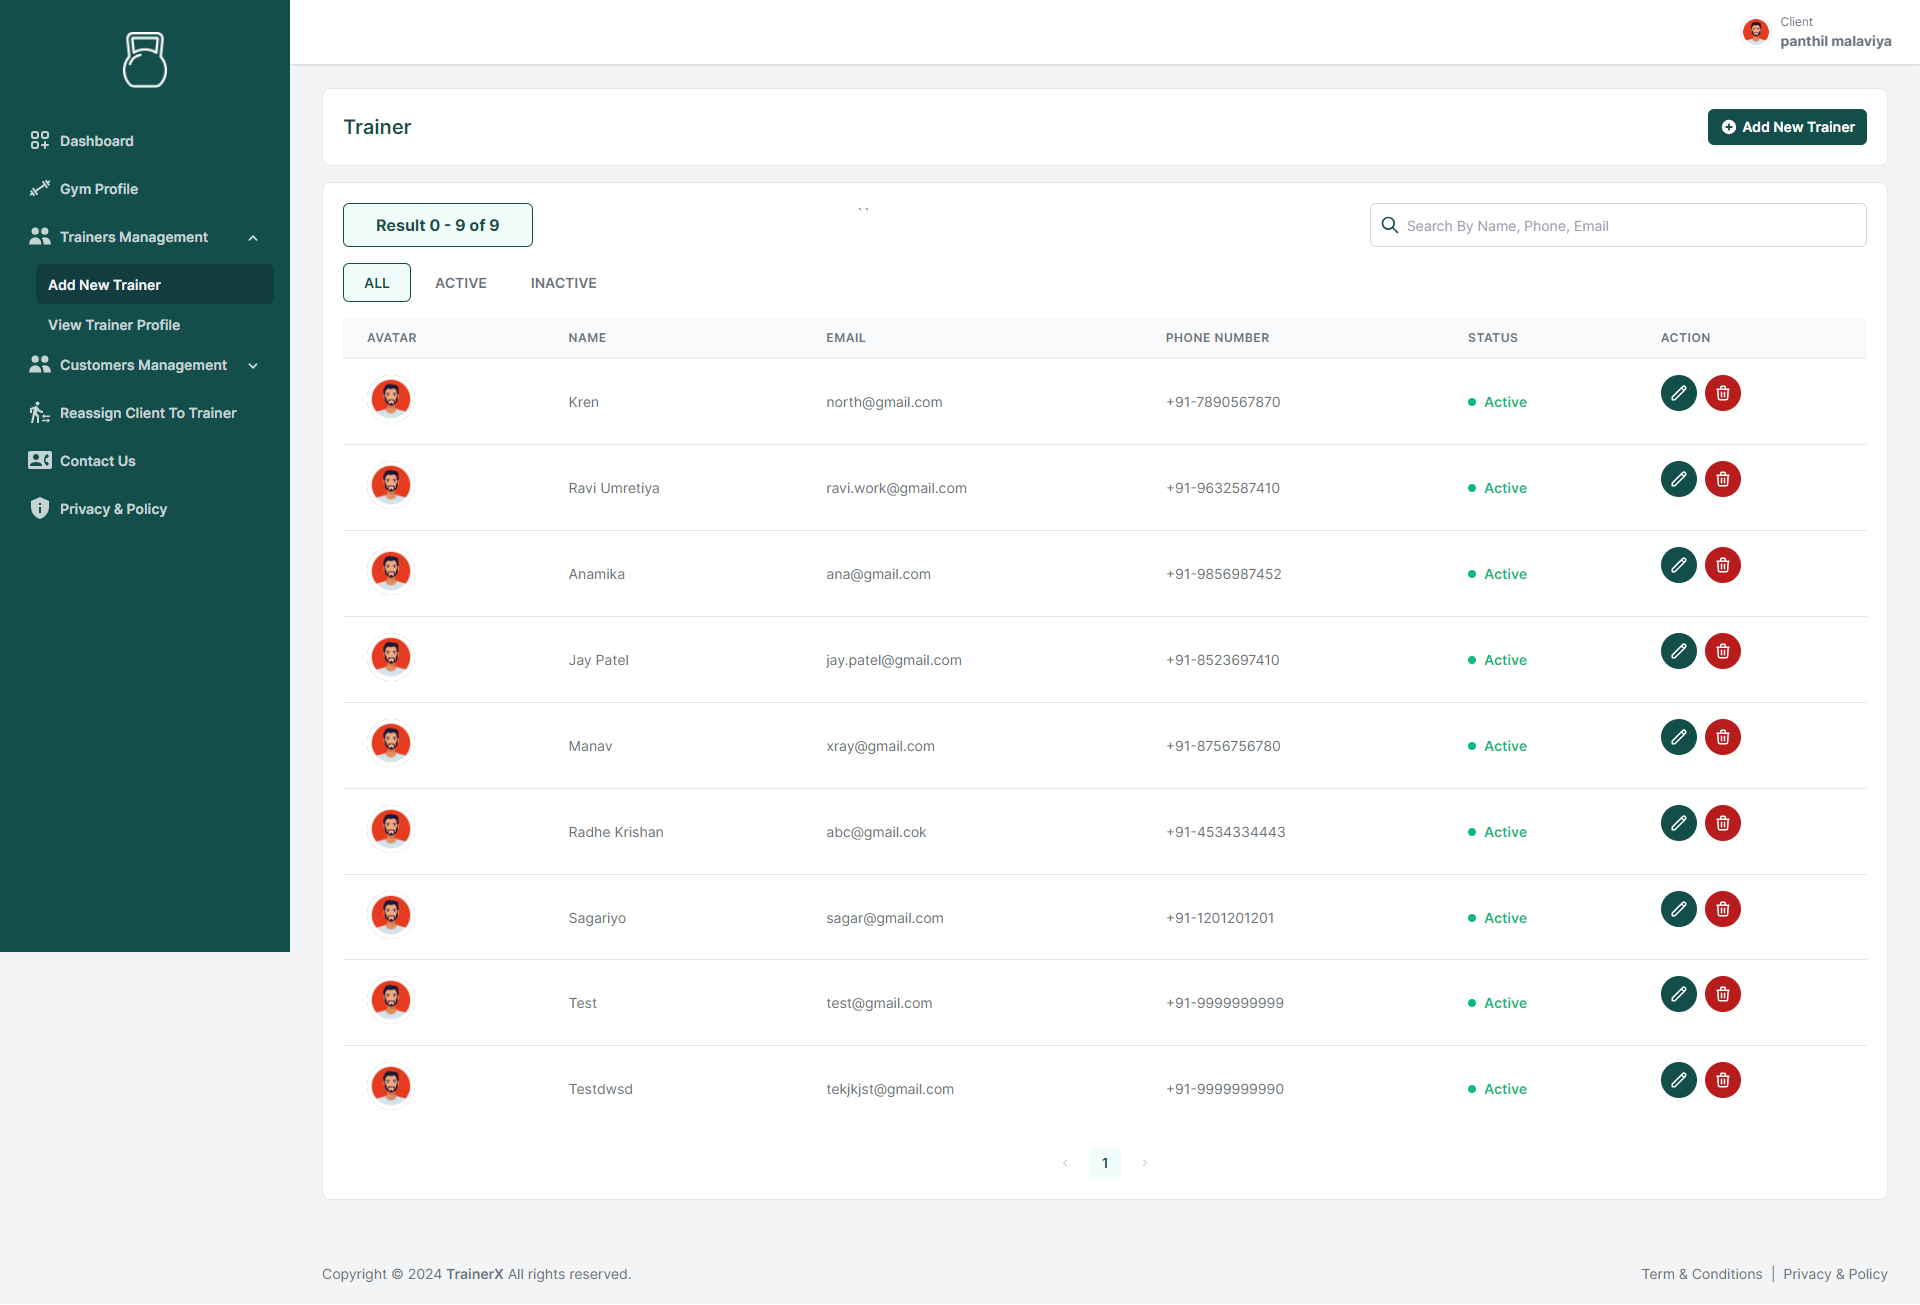 Client
panthil malaviya
Dashboard
Gym Profile
Trainers Management
Add New Trainer
View Trainer Profile
Customers Management
Reassign Client To Trainer
Contact Us
Privacy & Policy
Trainer
Add New Trainer
Result 0 - 9 of 9
``
Search By Name, Phone, Email
ALL ACTIVE INACTIVE
AVATAR NAME EMAIL PHONE NUMBER STATUS ACTION
Kren north@gmail.com +91-7890567870 Active
Ravi Umretiya ravi.work@gmail.com +91-9632587410 Active
Anamika ana@gmail.com +91-9856987452 Active
Jay Patel jay.patel@gmail.com +91-8523697410 Active
Manav xray@gmail.com +91-8756756780 Active
Radhe Krishan abc@gmail.cok +91-4534334443 Active
Sagariyo sagar@gmail.com +91-1201201201 Active
Test test@gmail.com +91-9999999999 Active
Testdwsd tekjkjst@gmail.com +91-9999999990 Active
‹ 1 ›
Copyright © 2024 TrainerX All rights reserved.
Term & Conditions | Privacy & Policy